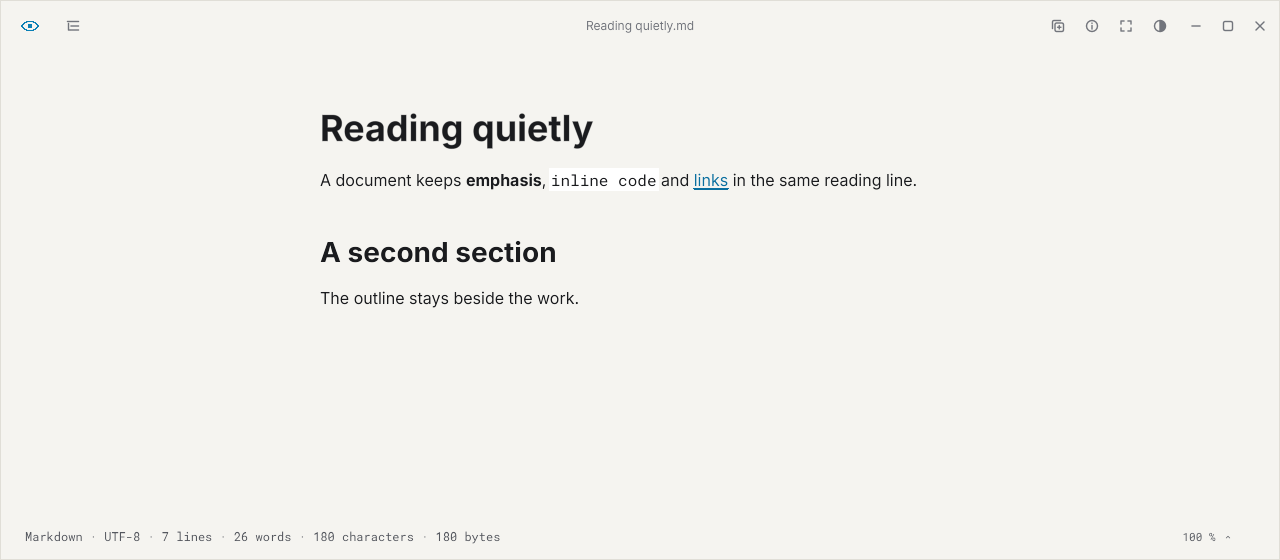 Reading quietly.md
Reading quietly
A document keeps emphasis, inline code and links in the same reading line.
A second section
The outline stays beside the work.
Markdown · UTF-8 · 7 lines · 26 words · 180 characters · 180 bytes
100 %